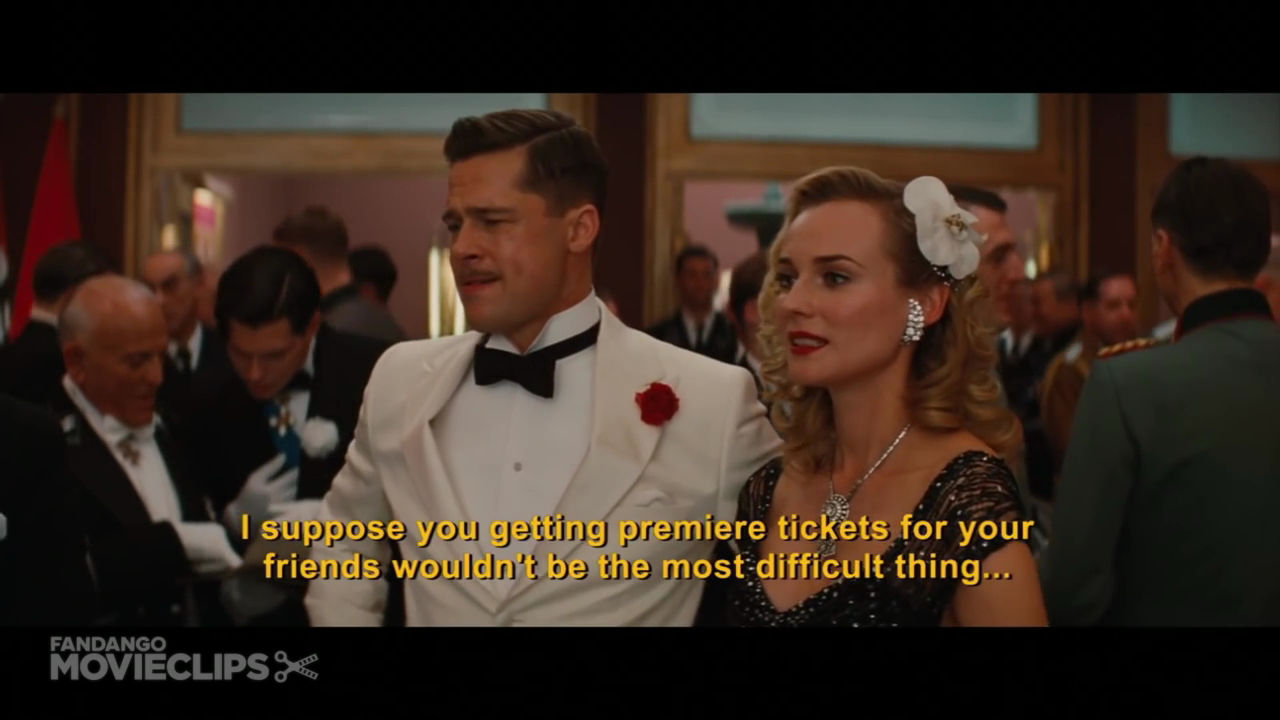 I suppose you getting premiere tickets for your
friends wouldn't be the most difficult thing...
FANDANGO
MOVIECLIPS